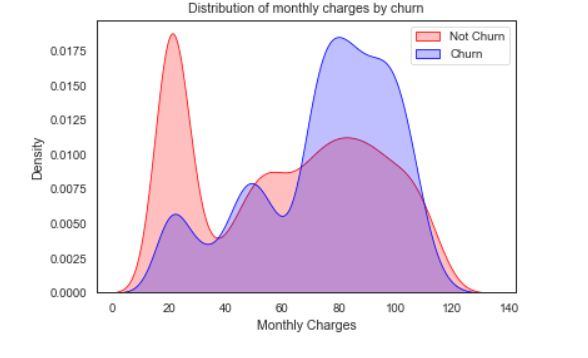 Distribution of monthly charges by churn
Not Churn
Churn
0.0175
0.0150
0.0125
0.0100
0.0075
0.0050
0.0025
0.0000
Density
0 20 40 60 80 100 120 140
Monthly Charges